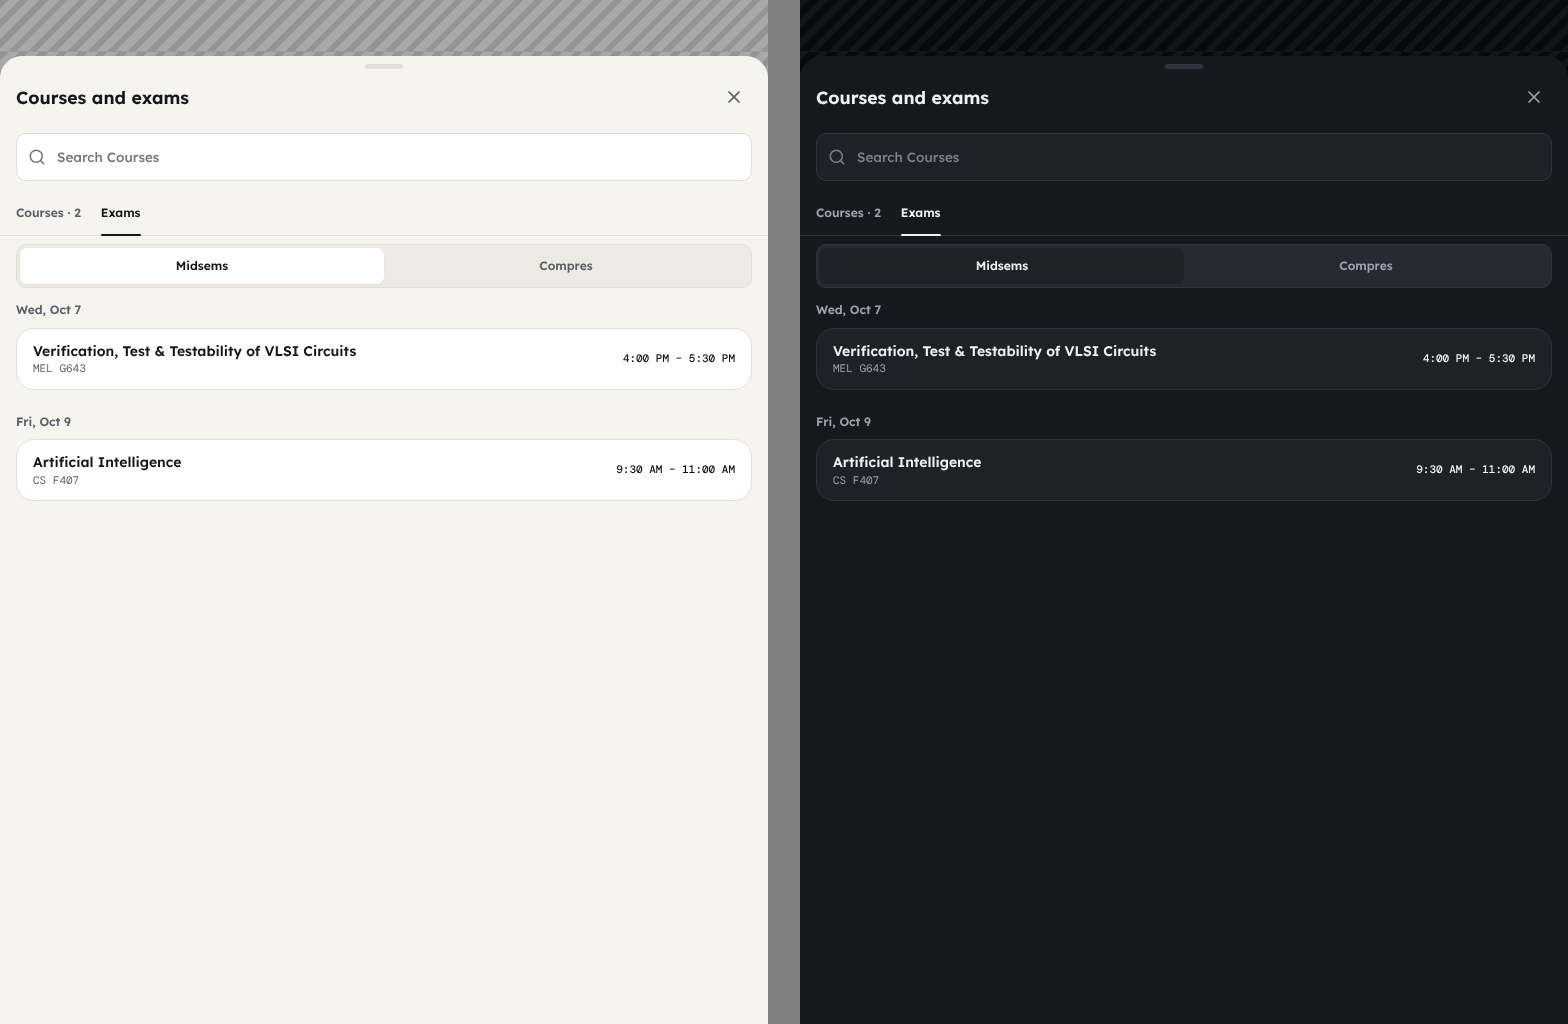 Courses and exams
Search Courses
Courses · 2 Exams
Midsems Compres
Wed, Oct 7
Verification, Test & Testability of VLSI Circuits
MEL G643
4:00 PM – 5:30 PM
Fri, Oct 9
Artificial Intelligence
CS F407
9:30 AM – 11:00 AM
Courses and exams
Search Courses
Courses · 2 Exams
Midsems Compres
Wed, Oct 7
Verification, Test & Testability of VLSI Circuits
MEL G643
4:00 PM – 5:30 PM
Fri, Oct 9
Artificial Intelligence
CS F407
9:30 AM – 11:00 AM